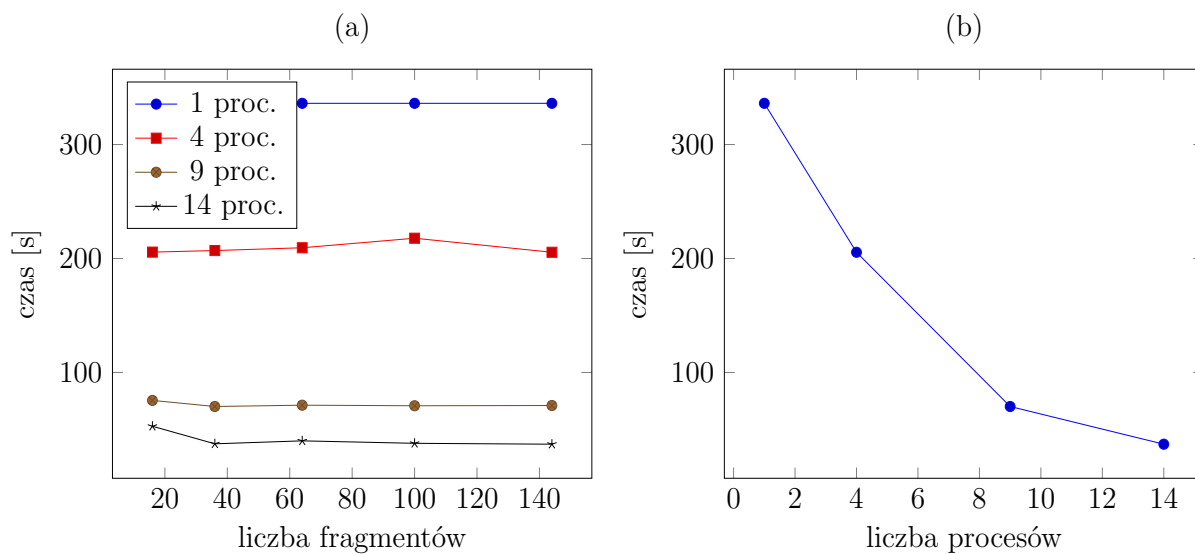 (a)
czas [s]
300
200
100
1 proc.
4 proc.
9 proc.
14 proc.
20 40 60 80 100 120 140
liczba fragmentów
(b)
czas [s]
300
200
100
0 2 4 6 8 10 12 14
liczba procesów